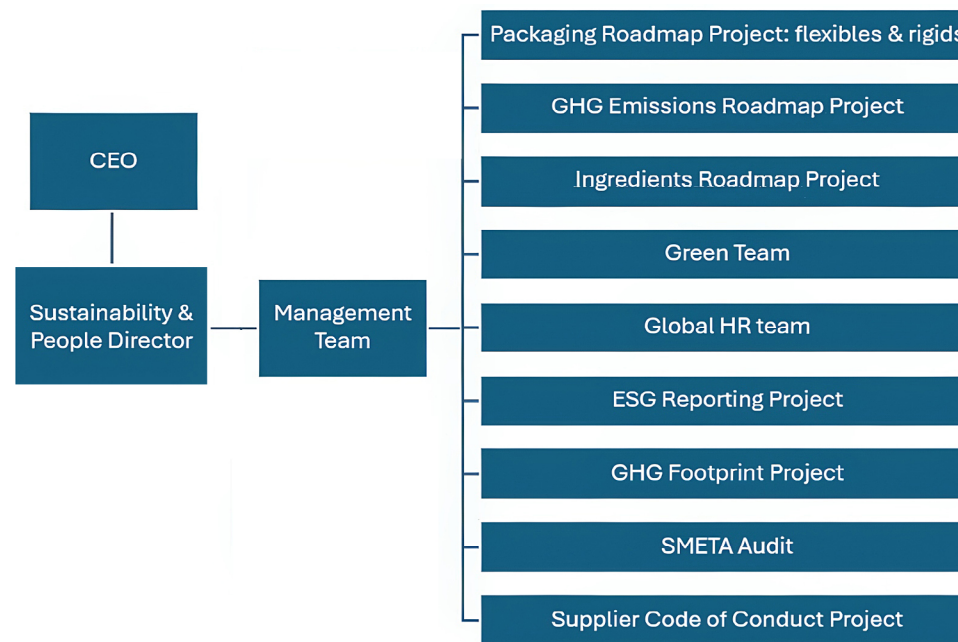 CEO
Sustainability &
People Director
Management
Team
Packaging Roadmap Project: flexibles & rigids
GHG Emissions Roadmap Project
Ingredients Roadmap Project
Green Team
Global HR team
ESG Reporting Project
GHG Footprint Project
SMETA Audit
Supplier Code of Conduct Project